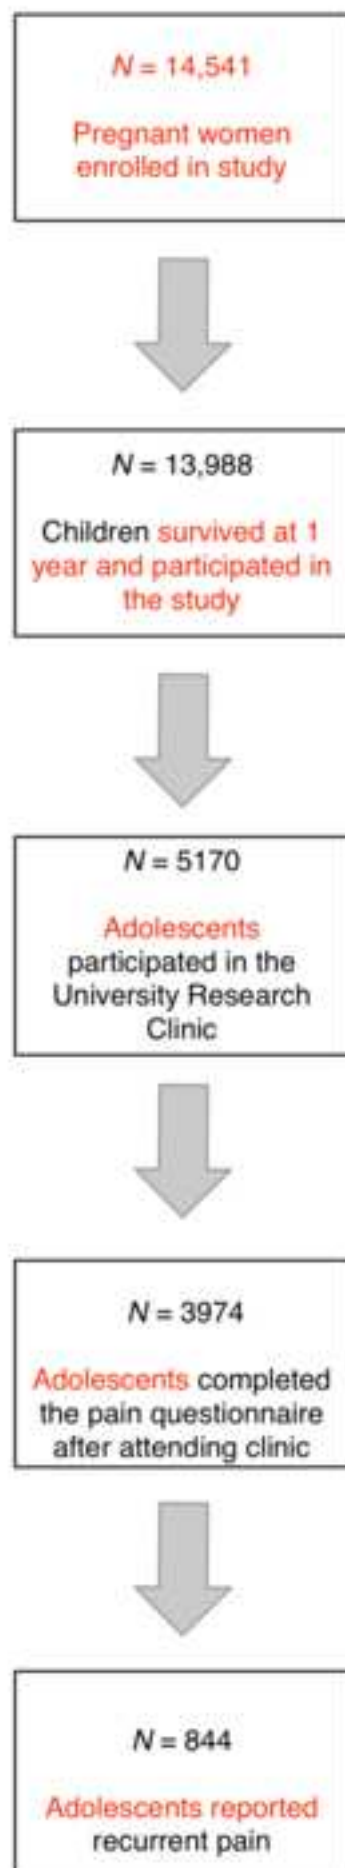 N = 14,541
Pregnant women
enrolled in study
N = 13,988
Children survived at 1
year and participated in
the study
N = 5170
Adolescents
participated in the
University Research
Clinic
N = 3974
Adolescents completed
the pain questionnaire
after attending clinic
N = 844
Adolescents reported
recurrent pain